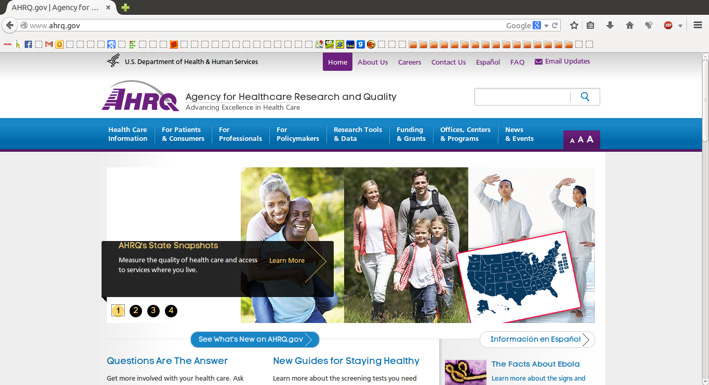 AHRQ.gov | Agency for ...
www.ahrq.gov
Google
U.S. Department of Health & Human Services
Home
About Us
Careers
Contact Us
Español
FAQ
Email Updates
AHRQ
Agency for Healthcare Research and Quality
Advancing Excellence in Health Care
Health Care
Information
For Patients
& Consumers
For
Professionals
For
Policymakers
Research Tools
& Data
Funding
& Grants
Offices, Centers
& Programs
News
& Events
A A A
AHRQ's State Snapshots
Measure the quality of health care and access
to services where you live.
Learn More
1 2 3 4
See What's New on AHRQ.gov
Información en Español
Questions Are The Answer
Get more involved with your health care. Ask
New Guides for Staying Healthy
Learn more about the screening tests you need
The Facts About Ebola
Learn more about the signs and